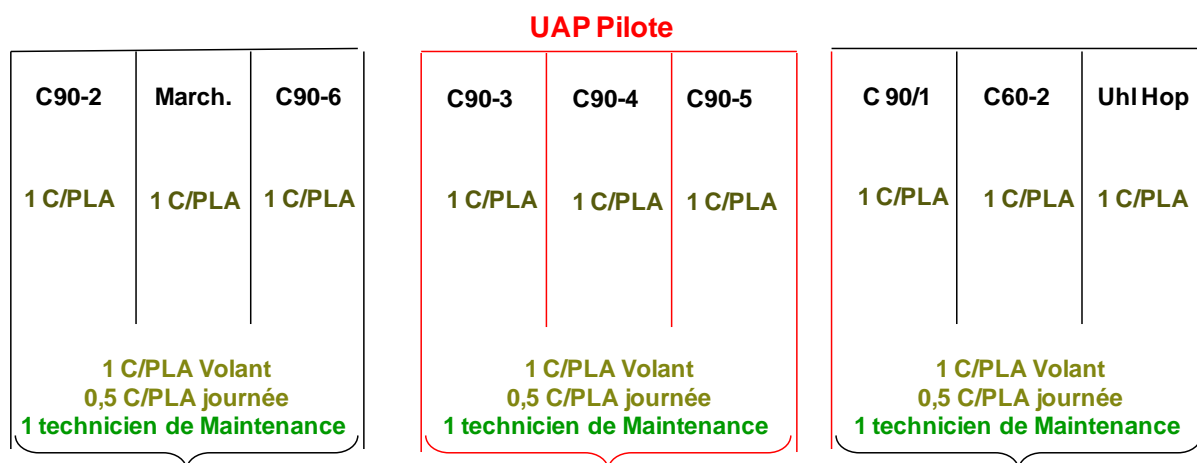 UAP Pilote
C90-2 March. C90-6 C90-3 C90-4 C90-5 C 90/1 C60-2 Uhl Hop
1 C/PLA 1 C/PLA 1 C/PLA 1 C/PLA 1 C/PLA 1 C/PLA 1 C/PLA 1 C/PLA 1 C/PLA
1 C/PLA Volant
0,5 C/PLA journée
1 technicien de Maintenance
1 C/PLA Volant
0,5 C/PLA journée
1 technicien de Maintenance
1 C/PLA Volant
0,5 C/PLA journée
1 technicien de Maintenance